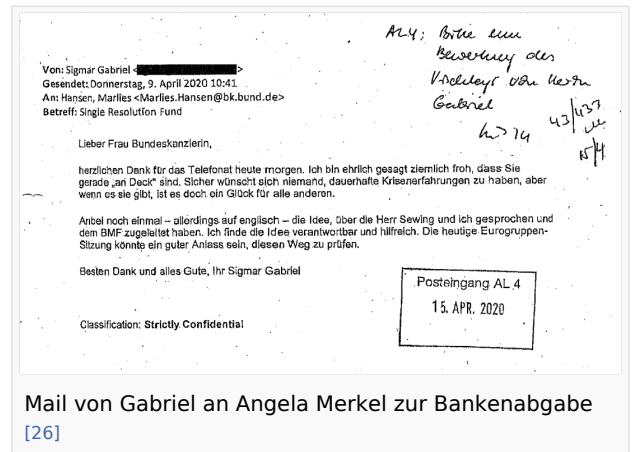 AL4: Bitte um
Bewertung des
Vorschlags von Herrn
Gabriel
43/433
15/4
Von: Sigmar Gabriel < >
Gesendet: Donnerstag, 9. April 2020 10:41
An: Hansen, Marlies <Marlies.Hansen@bk.bund.de>
Betreff: Single Resolution Fund
Lieber Frau Bundeskanzlerin,
herzlichen Dank für das Telefonat heute morgen. Ich bin ehrlich gesagt ziemlich froh, dass Sie
gerade „an Deck" sind. Sicher wünscht sich niemand, dauerhafte Krisenerfahrungen zu haben, aber
wenn es sie gibt, ist es doch ein Glück für alle anderen.
Anbei noch einmal – allerdings auf englisch – die Idee, über die Herr Sewing und ich gesprochen und
dem BMF zugeleitet haben. Ich finde die Idee verantwortbar und hilfreich. Die heutige Eurogruppen-
Sitzung könnte ein guter Anlass sein, diesen Weg zu prüfen.
Besten Dank und alles Gute, Ihr Sigmar Gabriel
Posteingang AL 4
15. APR. 2020
Classification: Strictly Confidential
Mail von Gabriel an Angela Merkel zur Bankenabgabe
[26]